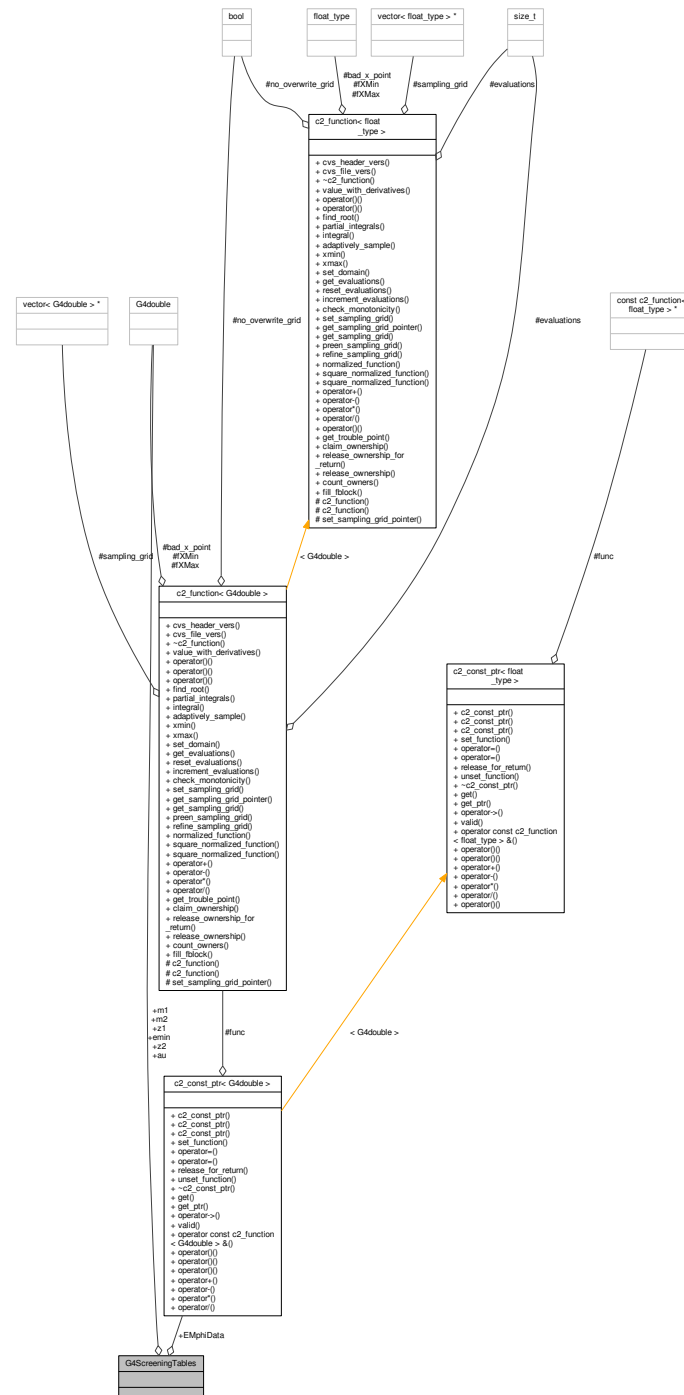 bool
float_type
vector< float_type > *
size_t
#no_overwrite_grid
#bad_x_point
#fXMin
#fXMax
#sampling_grid
#evaluations
c2_function< float
_type >
+ cvs_header_vers()
+ cvs_file_vers()
+ ~c2_function()
+ value_with_derivatives()
+ operator()()
+ operator()()
+ find_root()
+ partial_integrals()
+ integral()
+ adaptively_sample()
+ xmin()
+ xmax()
+ set_domain()
+ get_evaluations()
+ reset_evaluations()
+ increment_evaluations()
+ check_monotonicity()
+ set_sampling_grid()
+ get_sampling_grid_pointer()
+ get_sampling_grid()
+ preen_sampling_grid()
+ refine_sampling_grid()
+ normalized_function()
+ square_normalized_function()
+ square_normalized_function()
+ operator+()
+ operator-()
+ operator*()
+ operator/()
+ operator()()
+ get_trouble_point()
+ claim_ownership()
+ release_ownership_for
_return()
+ release_ownership()
+ count_owners()
+ fill_fblock()
# c2_function()
# c2_function()
# set_sampling_grid_pointer()
vector< G4double > *
G4double
const c2_function<
float_type > *
#no_overwrite_grid
#evaluations
#sampling_grid
#bad_x_point
#fXMin
#fXMax
< G4double >
#func
c2_function< G4double >
+ cvs_header_vers()
+ cvs_file_vers()
+ ~c2_function()
+ value_with_derivatives()
+ operator()()
+ operator()()
+ operator()()
+ find_root()
+ partial_integrals()
+ integral()
+ adaptively_sample()
+ xmin()
+ xmax()
+ set_domain()
+ get_evaluations()
+ reset_evaluations()
+ increment_evaluations()
+ check_monotonicity()
+ set_sampling_grid()
+ get_sampling_grid_pointer()
+ get_sampling_grid()
+ preen_sampling_grid()
+ refine_sampling_grid()
+ normalized_function()
+ square_normalized_function()
+ square_normalized_function()
+ operator+()
+ operator-()
+ operator*()
+ operator/()
+ get_trouble_point()
+ claim_ownership()
+ release_ownership_for
_return()
+ release_ownership()
+ count_owners()
+ fill_fblock()
# c2_function()
# c2_function()
# set_sampling_grid_pointer()
c2_const_ptr< float
_type >
+ c2_const_ptr()
+ c2_const_ptr()
+ c2_const_ptr()
+ set_function()
+ operator=()
+ operator=()
+ release_for_return()
+ unset_function()
+ ~c2_const_ptr()
+ get()
+ get_ptr()
+ operator->()
+ valid()
+ operator const c2_function
< float_type > &()
+ operator()()
+ operator()()
+ operator+()
+ operator-()
+ operator*()
+ operator/()
+ operator()()
+m1
+m2
+z1
+emin
+z2
+au
#func
< G4double >
c2_const_ptr< G4double >
+ c2_const_ptr()
+ c2_const_ptr()
+ c2_const_ptr()
+ set_function()
+ operator=()
+ operator=()
+ release_for_return()
+ unset_function()
+ ~c2_const_ptr()
+ get()
+ get_ptr()
+ operator->()
+ valid()
+ operator const c2_function
< G4double > &()
+ operator()()
+ operator()()
+ operator()()
+ operator+()
+ operator-()
+ operator*()
+ operator/()
+EMphiData
G4ScreeningTables